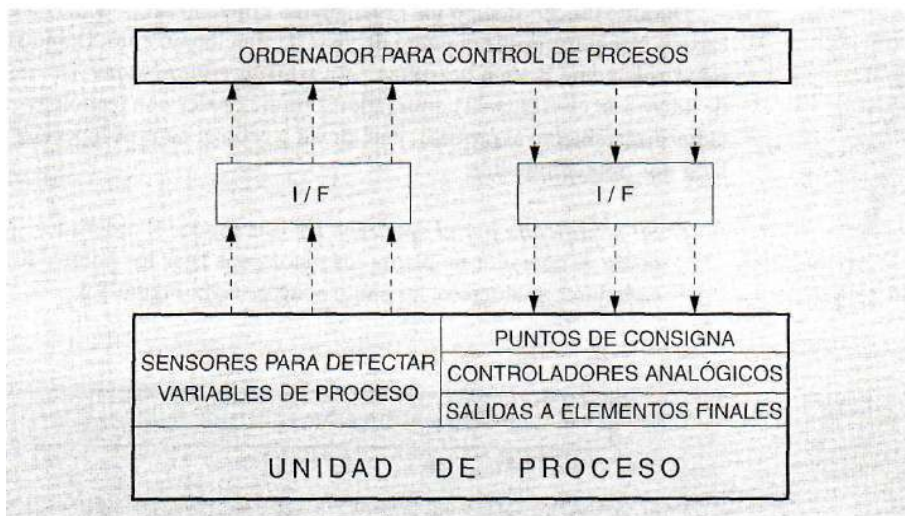 ORDENADOR PARA CONTROL DE PRCESOS
I / F
I / F
SENSORES PARA DETECTAR
VARIABLES DE PROCESO
PUNTOS DE CONSIGNA
CONTROLADORES ANALÓGICOS
SALIDAS A ELEMENTOS FINALES
UNIDAD DE PROCESO